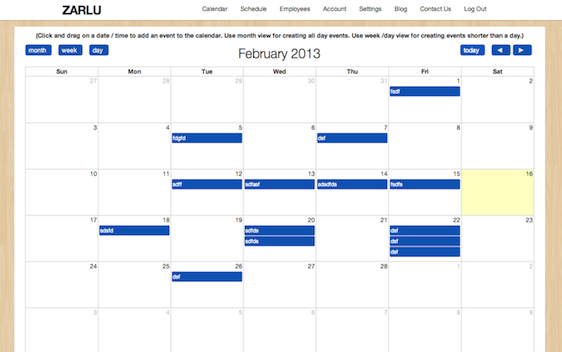 ZARLU Calendar Schedule Employees Account Settings Blog Contact Us Log Out
(Click and drag on a date / time to add an event to the calendar. Use month view for creating all day events. Use week /day view for creating events shorter than a day.)
month week day February 2013 today ◄ ►
Sun Mon Tue Wed Thu Fri Sat
27 28 29 30 31 1 2
fsdf
3 4 5 6 7 8 9
fdgfd dsf
10 11 12 13 14 15 16
sdff sdfasf sdsdfds fsdfs
17 18 19 20 21 22 23
sdsfd sdfds dsf
sdfds dsf
dsf
24 25 26 27 28 1 2
dsf
3 4 5 6 7 8 9